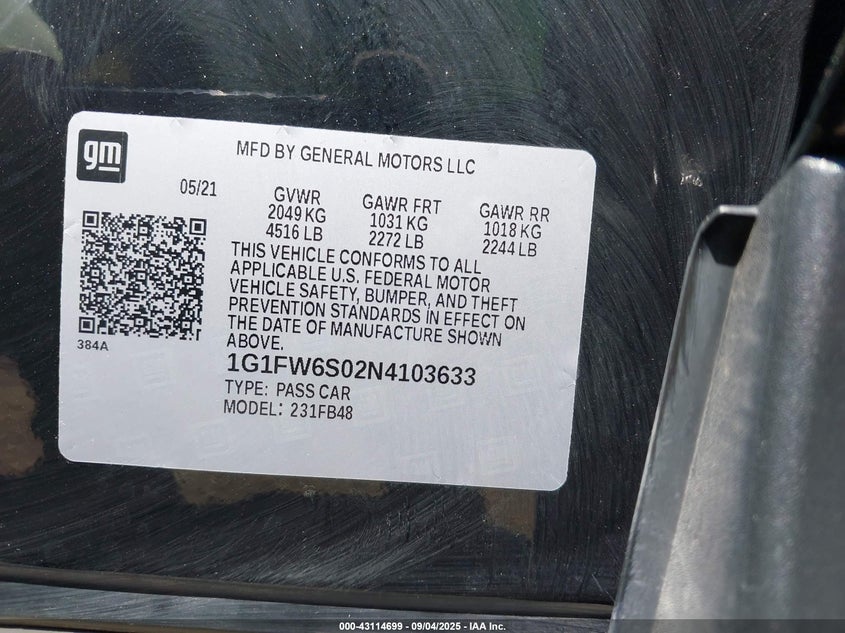 gm
MFD BY GENERAL MOTORS LLC
05/21
GVWR
2049 KG
4516 LB
GAWR FRT
1031 KG
2272 LB
GAWR RR
1018 KG
2244 LB
THIS VEHICLE CONFORMS TO ALL
APPLICABLE U.S. FEDERAL MOTOR
VEHICLE SAFETY, BUMPER, AND THEFT
PREVENTION STANDARDS IN EFFECT ON
THE DATE OF MANUFACTURE SHOWN
ABOVE.
384A
1G1FW6S02N4103633
TYPE: PASS CAR
MODEL: 231FB48
000-43114699 - 09/04/2025 - IAA Inc.